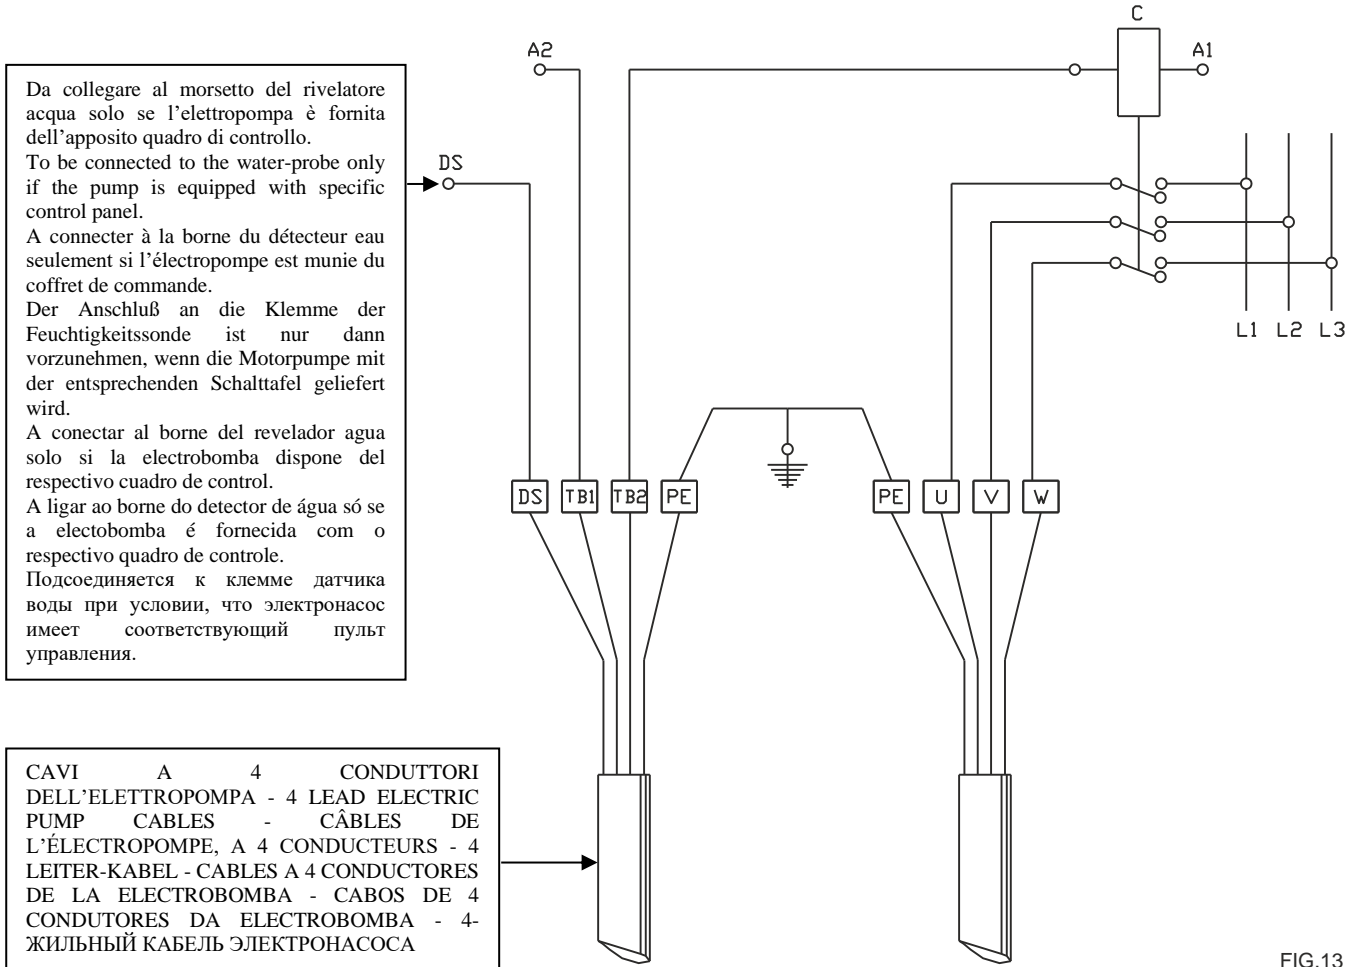 C
A2
A1
Da collegare al morsetto del rivelatore
acqua solo se l’elettropompa è fornita
dell’apposito quadro di controllo.
To be connected to the water-probe only
if the pump is equipped with specific
control panel.
A connecter à la borne du détecteur eau
seulement si l’électropompe est munie du
coffret de commande.
Der Anschluß an die Klemme der
Feuchtigkeitssonde ist nur dann
vorzunehmen, wenn die Motorpumpe mit
der entsprechenden Schalttafel geliefert
wird.
A conectar al borne del revelador agua
solo si la electrobomba dispone del
respectivo cuadro de control.
A ligar ao borne do detector de água só se
a electobomba é fornecida com o
respectivo quadro de controle.
Подсоединяется к клемме датчика
воды при условии, что электронасос
имеет соответствующий пульт
управления.
DS
L1 L2 L3
DS TB1 TB2 PE PE U V W
CAVI A 4 CONDUTTORI
DELL’ELETTROPOMPA - 4 LEAD ELECTRIC
PUMP CABLES - CÂBLES DE
L’ÉLECTROPOMPE, A 4 CONDUCTEURS - 4
LEITER-KABEL - CABLES A 4 CONDUCTORES
DE LA ELECTROBOMBA - CABOS DE 4
CONDUTORES DA ELECTROBOMBA - 4-
ЖИЛЬНЫЙ КАБЕЛЬ ЭЛЕКТРОНАСОСА
FIG.13